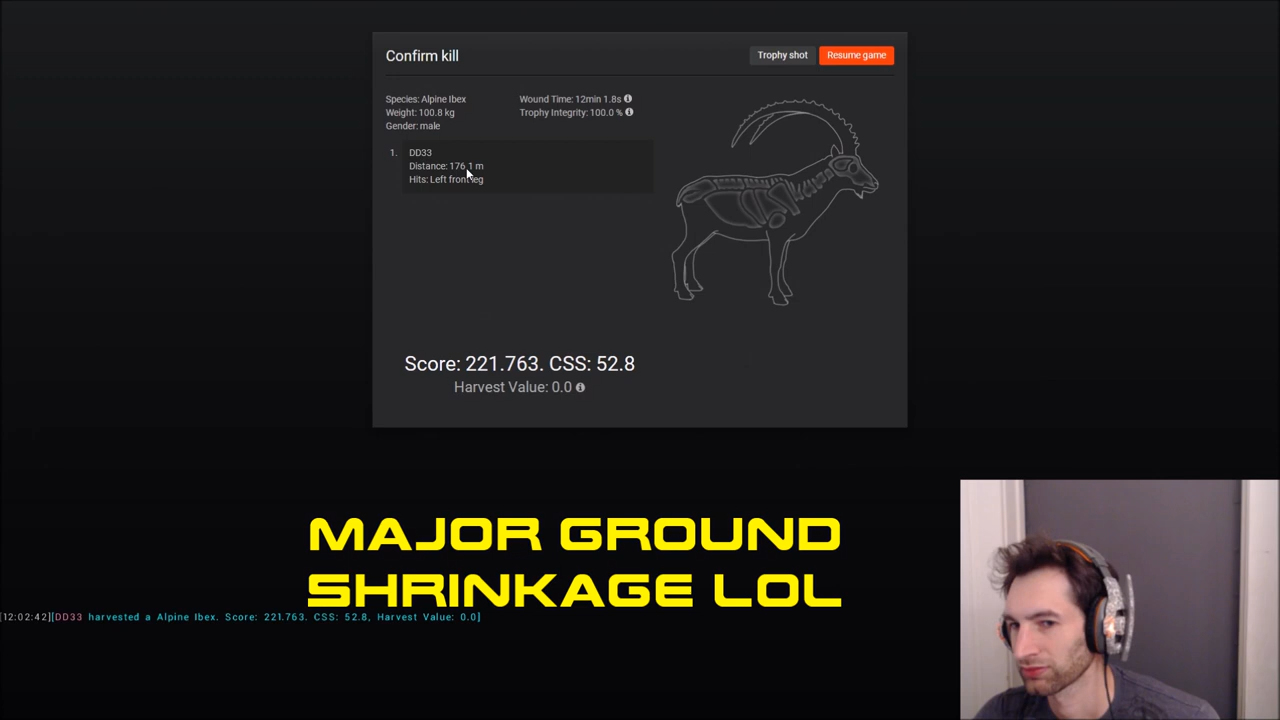 Confirm kill
Trophy shot
Resume game
Species: Alpine Ibex
Weight: 100.8 kg
Gender: male
Wound Time: 12min 1.8s
Trophy Integrity: 100.0 %
1.
DD33
Distance: 176.1 m
Hits: Left front leg
Score: 221.763. CSS: 52.8
Harvest Value: 0.0
MAJOR GROUND
SHRINKAGE LOL
[12:02:42][DD33 harvested a Alpine Ibex. Score: 221.763. CSS: 52.8, Harvest Value: 0.0]